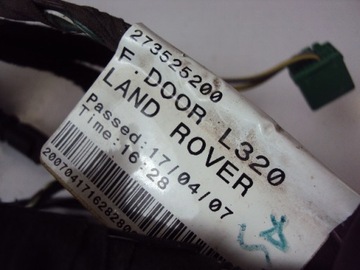 273525200
F.DOOR L320
LAND ROVER
Passed:17/04/07
Time:16:28